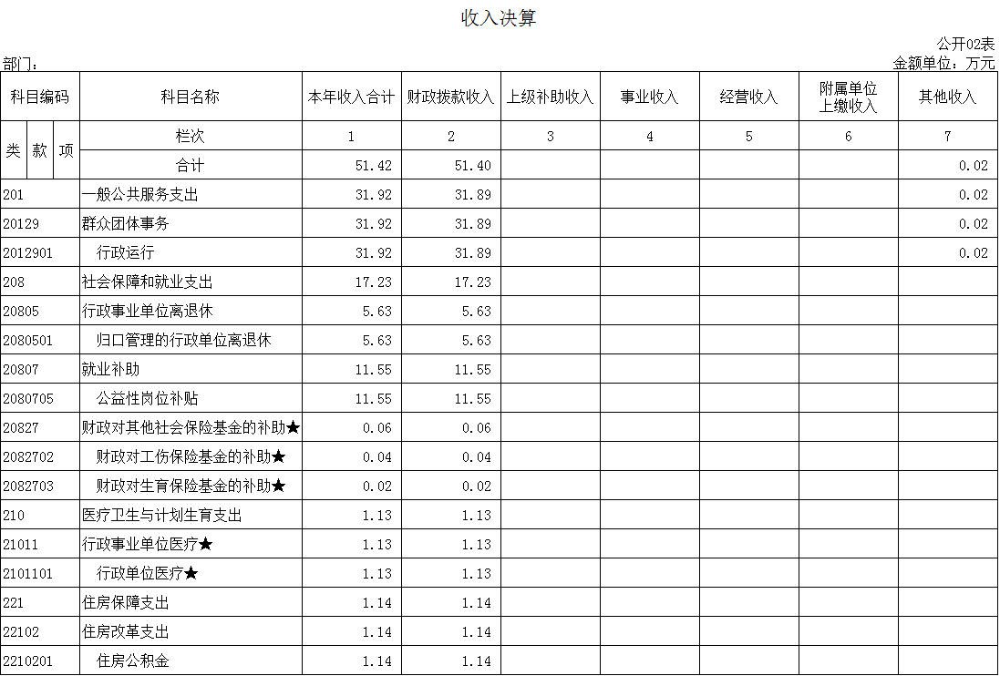 收入决算
公开02表
部门： 金额单位：万元
科目编码 科目名称 本年收入合计 财政拨款收入 上级补助收入 事业收入 经营收入 附属单位上缴收入 其他收入
类 款 项 栏次 1 2 3 4 5 6 7
合计 51.42 51.40 0.02
201 一般公共服务支出 31.92 31.89 0.02
20129 群众团体事务 31.92 31.89 0.02
2012901 行政运行 31.92 31.89 0.02
208 社会保障和就业支出 17.23 17.23
20805 行政事业单位离退休 5.63 5.63
2080501 归口管理的行政单位离退休 5.63 5.63
20807 就业补助 11.55 11.55
2080705 公益性岗位补贴 11.55 11.55
20827 财政对其他社会保险基金的补助★ 0.06 0.06
2082702 财政对工伤保险基金的补助★ 0.04 0.04
2082703 财政对生育保险基金的补助★ 0.02 0.02
210 医疗卫生与计划生育支出 1.13 1.13
21011 行政事业单位医疗★ 1.13 1.13
2101101 行政单位医疗★ 1.13 1.13
221 住房保障支出 1.14 1.14
22102 住房改革支出 1.14 1.14
2210201 住房公积金 1.14 1.14